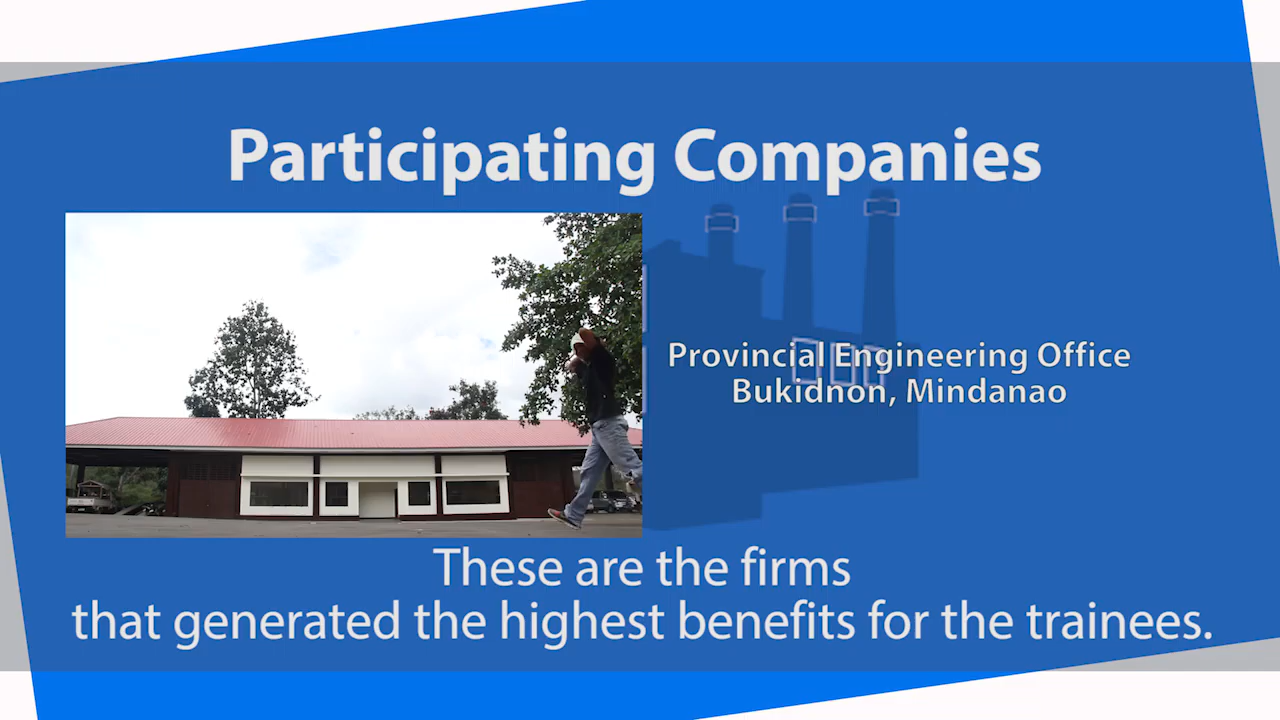 Participating Companies
Provincial Engineering Office
Bukidnon, Mindanao
These are the firms
that generated the highest benefits for the trainees.